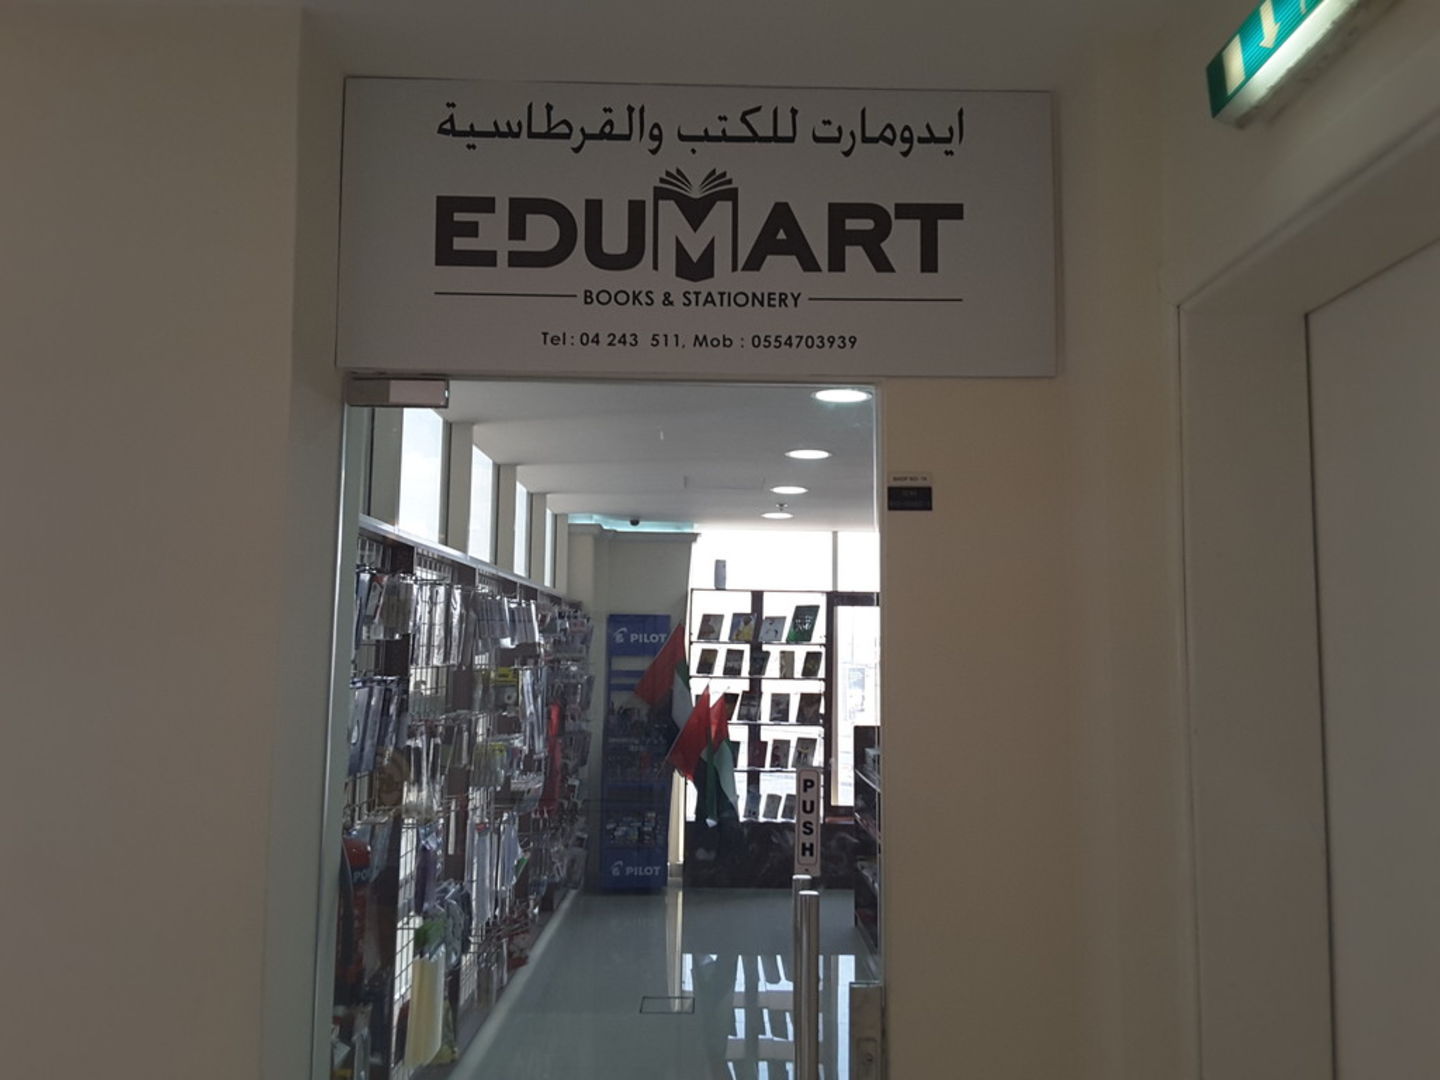 ايدومارت للكتب والقرطاسية
EDUMART
BOOKS & STATIONERY
Tel : 04 243 511, Mob : 0554703939
PILOT
PUSH
PILOT